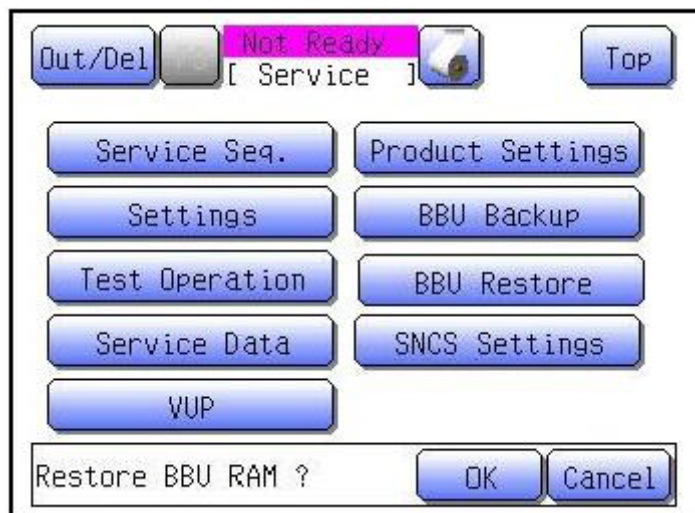 Out/Del
Not Ready
[ Service ]
Top
Service Seq.
Product Settings
Settings
BBU Backup
Test Operation
BBU Restore
Service Data
SNCS Settings
VUP
Restore BBU RAM ?
OK
Cancel